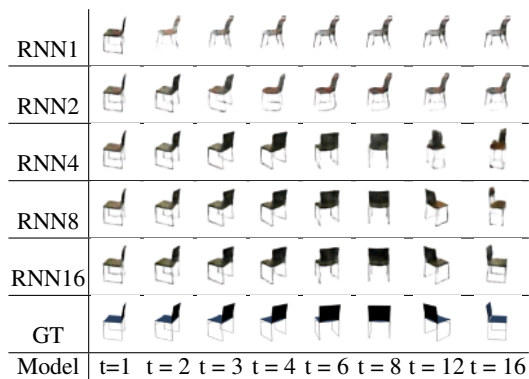 RNN1
RNN2
RNN4
RNN8
RNN16
GT
Model t=1 t = 2 t = 3 t = 4 t = 6 t = 8 t = 12 t = 16